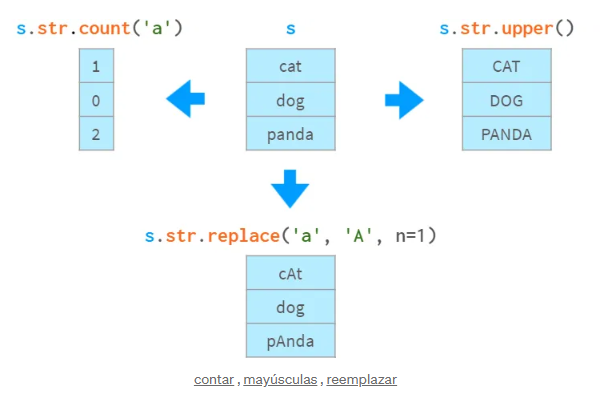 s.str.count('a')
s
s.str.upper()
1
0
2
cat
dog
panda
CAT
DOG
PANDA
s.str.replace('a', 'A', n=1)
cAt
dog
pAnda
contar , mayúsculas , reemplazar